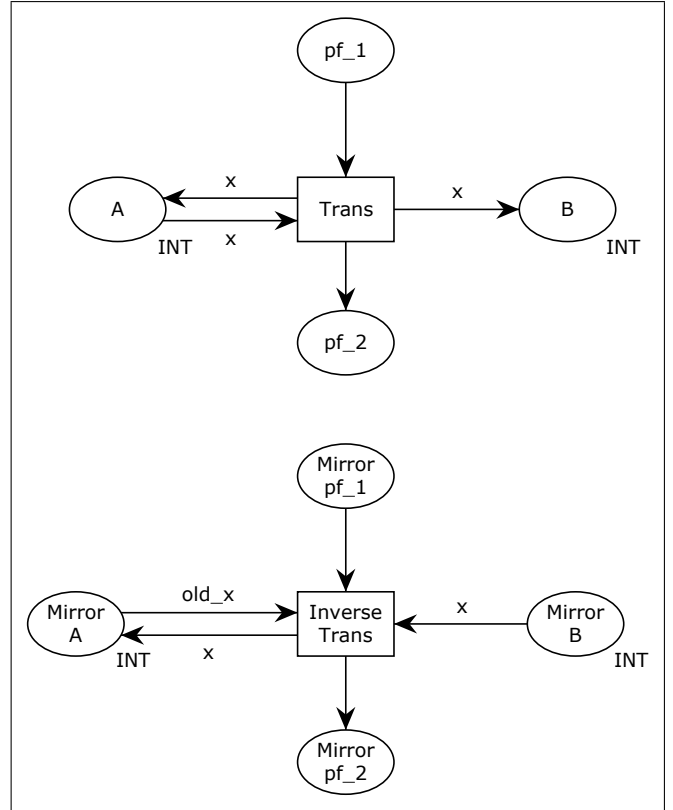 pf_1
x
A
Trans
x
B
INT
x
INT
pf_2
Mirror
pf_1
old_x
Mirror
A
Inverse
Trans
x
Mirror
B
INT
x
INT
Mirror
pf_2